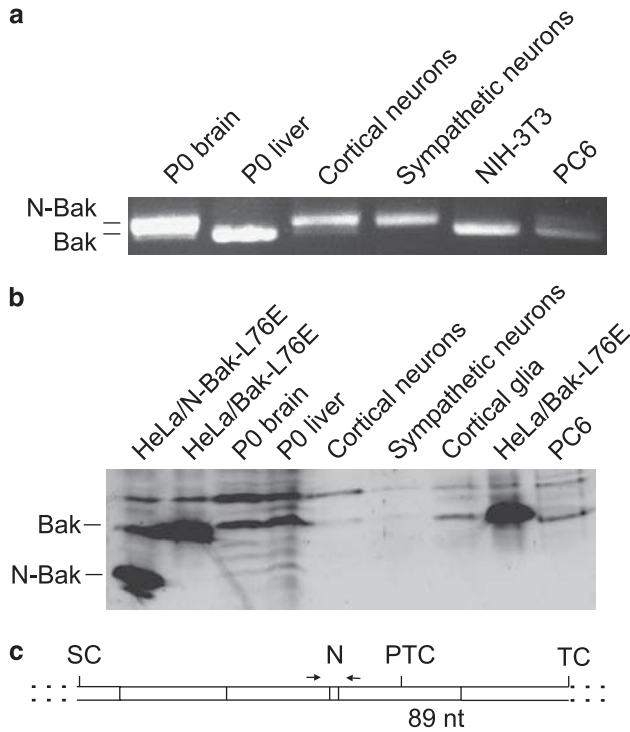 a
P0 brain
P0 liver
Cortical neurons
Sympathetic neurons
NIH-3T3
PC6
N-Bak
Bak
b
HeLa/N-Bak-L76E
HeLa/Bak-L76E
P0 brain
P0 liver
Cortical neurons
Sympathetic neurons
Cortical glia
HeLa/Bak-L76E
PC6
Bak
N-Bak
c
SC
N
PTC
TC
89 nt